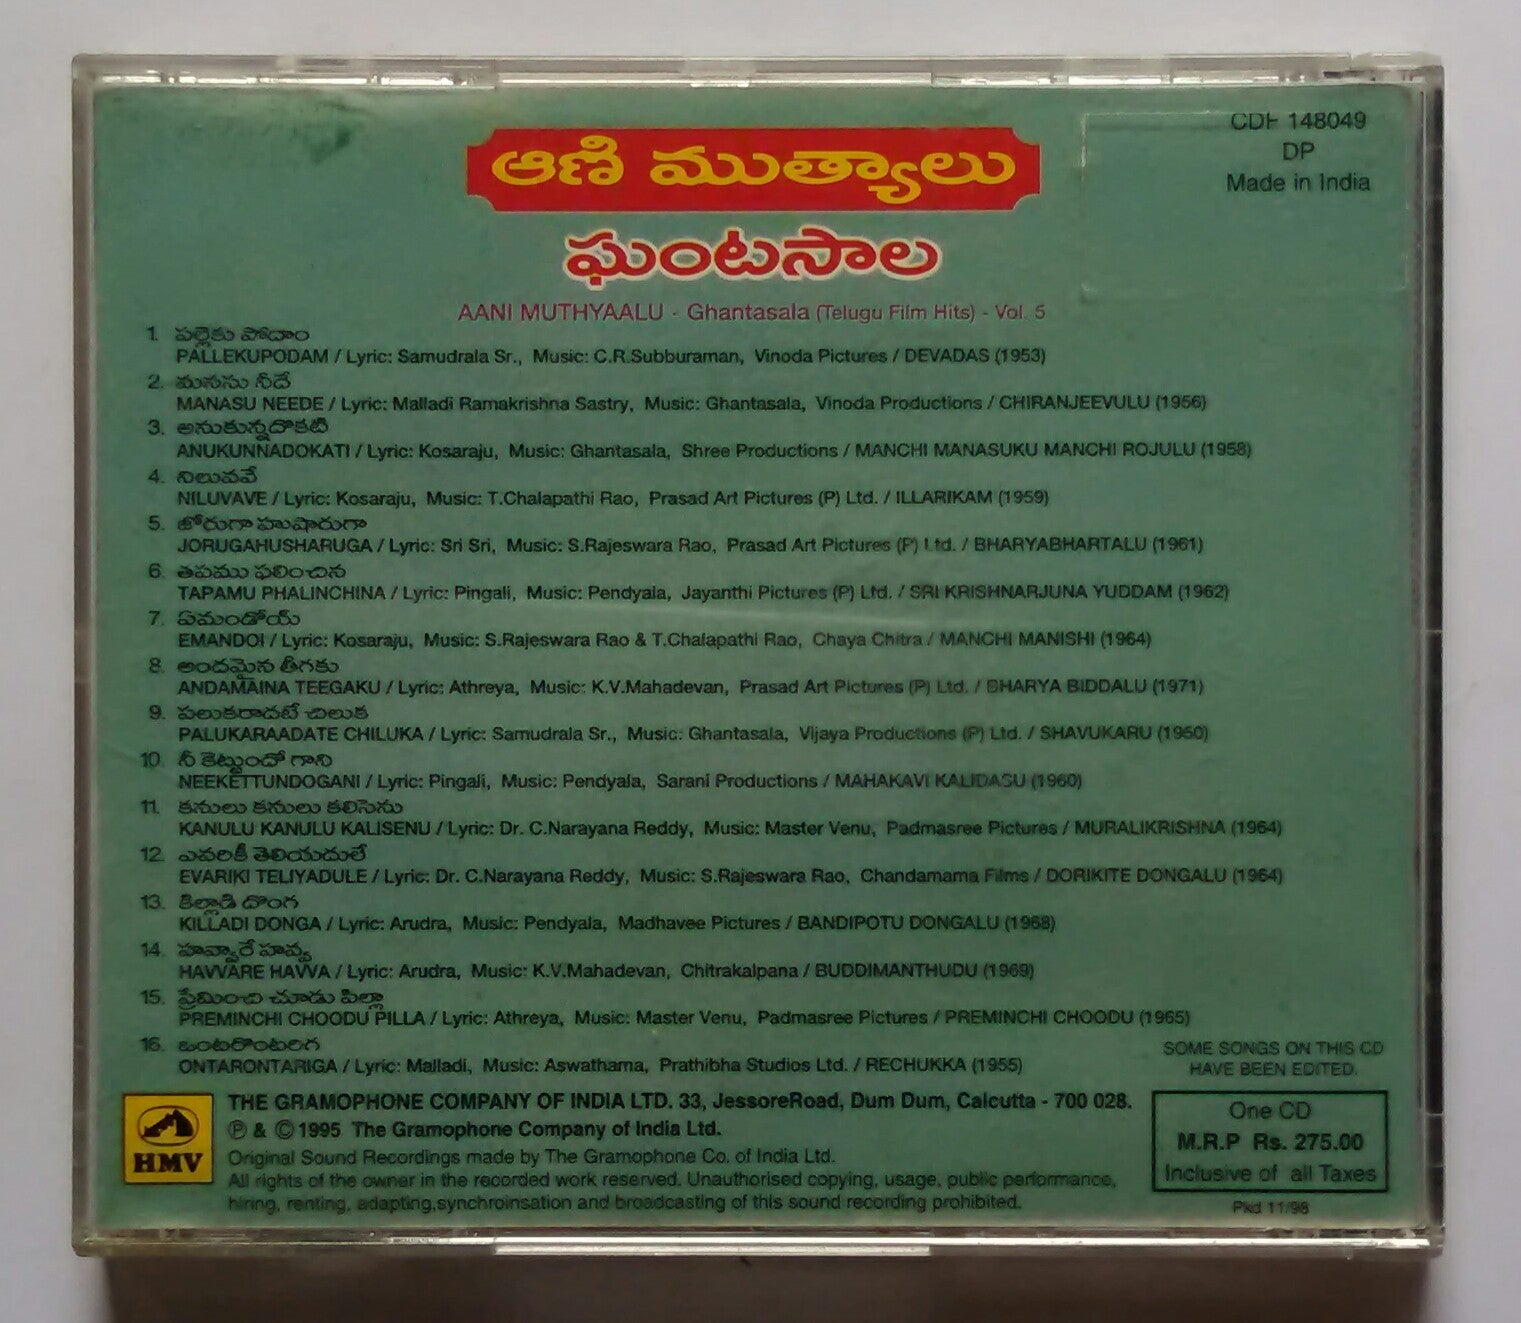 CDF 148049
DP
Made in India
ఆణి ముత్యాలు
ఘంటసాల
AANI MUTHYAALU - Ghantasala (Telugu Film Hits) - Vol. 5
1. పల్లెకు పోదాం
PALLEKUPODAM / Lyric: Samudrala Sr., Music: C.R.Subburaman, Vinoda Pictures / DEVADAS (1953)
2. మనసు నీదే
MANASU NEEDE / Lyric: Malladi Ramakrishna Sastry, Music: Ghantasala, Vinoda Productions / CHIRANJEEVULU (1956)
3. అనుకున్నదొకటి
ANUKUNNADOKATI / Lyric: Kosaraju, Music: Ghantasala, Shree Productions / MANCHI MANASUKU MANCHI ROJULU (1958)
4. నిలువవే
NILUVAVE / Lyric: Kosaraju, Music: T.Chalapathi Rao, Prasad Art Pictures (P) Ltd. / ILLARIKAM (1959)
5. జోరుగా హుషారుగా
JORUGAHUSHARUGA / Lyric: Sri Sri, Music: S.Rajeswara Rao, Prasad Art Pictures (P) Ltd. / BHARYABHARTALU (1961)
6. తపము ఫలించిన
TAPAMU PHALINCHINA / Lyric: Pingali, Music: Pendyala, Jayanthi Pictures (P) Ltd. / SRI KRISHNARJUNA YUDDAM (1962)
7. ఏమండోయ్
EMANDOI / Lyric: Kosaraju, Music: S.Rajeswara Rao & T.Chalapathi Rao, Chaya Chitra / MANCHI MANISHI (1964)
8. అందమైన తీగకు
ANDAMAINA TEEGAKU / Lyric: Athreya, Music: K.V.Mahadevan, Prasad Art Pictures (P) Ltd. / BHARYA BIDDALU (1971)
9. పలుకరాదటే చిలుక
PALUKARAADATE CHILUKA / Lyric: Samudrala Sr., Music: Ghantasala, Vijaya Productions (P) Ltd. / SHAVUKARU (1950)
10. నీ కెట్టుందో గాని
NEEKETTUNDOGANI / Lyric: Pingali, Music: Pendyala, Sarani Productions / MAHAKAVI KALIDASU (1960)
11. కనులు కనులు కలిసెను
KANULU KANULU KALISENU / Lyric: Dr. C.Narayana Reddy, Music: Master Venu, Padmasree Pictures / MURALIKRISHNA (1964)
12. ఎవరికీ తెలియదులే
EVARIKI TELIYADULE / Lyric: Dr. C.Narayana Reddy, Music: S.Rajeswara Rao, Chandamama Films / DORIKITE DONGALU (1964)
13. కిల్లాడి దొంగ
KILLADI DONGA / Lyric: Arudra, Music: Pendyala, Madhavee Pictures / BANDIPOTU DONGALU (1968)
14. హవ్వారే హవ్వ
HAVVARE HAVVA / Lyric: Arudra, Music: K.V.Mahadevan, Chitrakalpana / BUDDIMANTHUDU (1969)
15. ప్రేమించి చూడు పిల్లా
PREMINCHI CHOODU PILLA / Lyric: Athreya, Music: Master Venu, Padmasree Pictures / PREMINCHI CHOODU (1965)
16. ఒంటరొంటరిగ
ONTARONTARIGA / Lyric: Malladi, Music: Aswathama, Prathibha Studios Ltd. / RECHUKKA (1955)
SOME SONGS ON THIS CD
HAVE BEEN EDITED.
HMV
THE GRAMOPHONE COMPANY OF INDIA LTD. 33, JessoreRoad, Dum Dum, Calcutta - 700 028.
℗ & © 1995 The Gramophone Company of India Ltd.
Original Sound Recordings made by The Gramophone Co. of India Ltd.
All rights of the owner in the recorded work reserved. Unauthorised copying, usage, public performance,
hiring, renting, adapting,synchroinsation and broadcasting of this sound recording prohibited.
One CD
M.R.P Rs. 275.00
Inclusive of all Taxes
Pkd 11/98